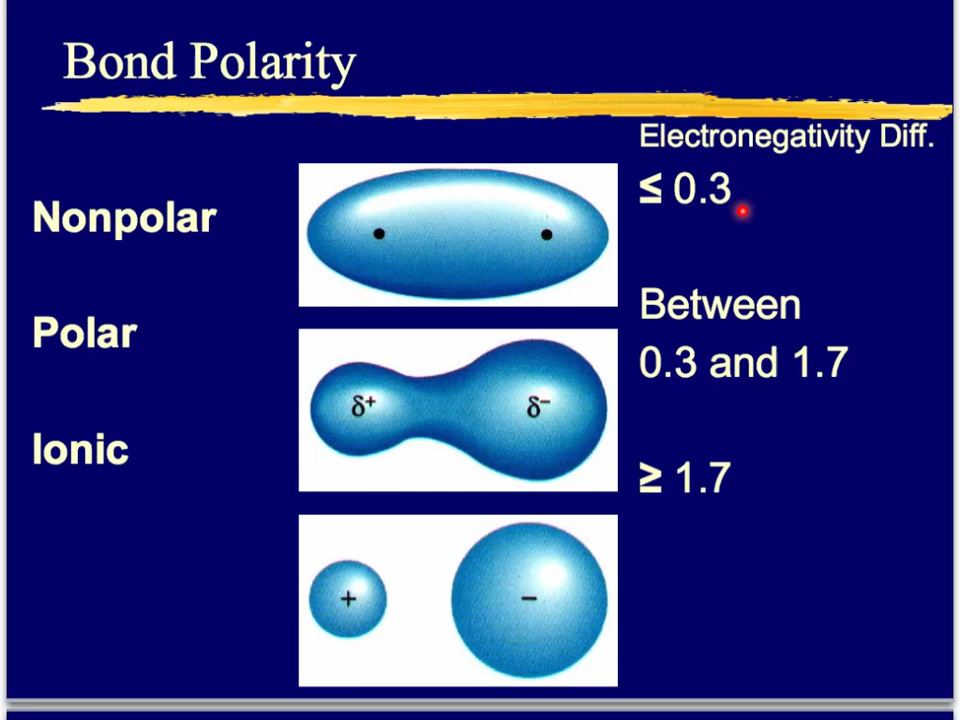 Bond Polarity
Electronegativity Diff.
Nonpolar
≤ 0.3
Polar
Between
0.3 and 1.7
δ+ δ−
Ionic
≥ 1.7
+ −